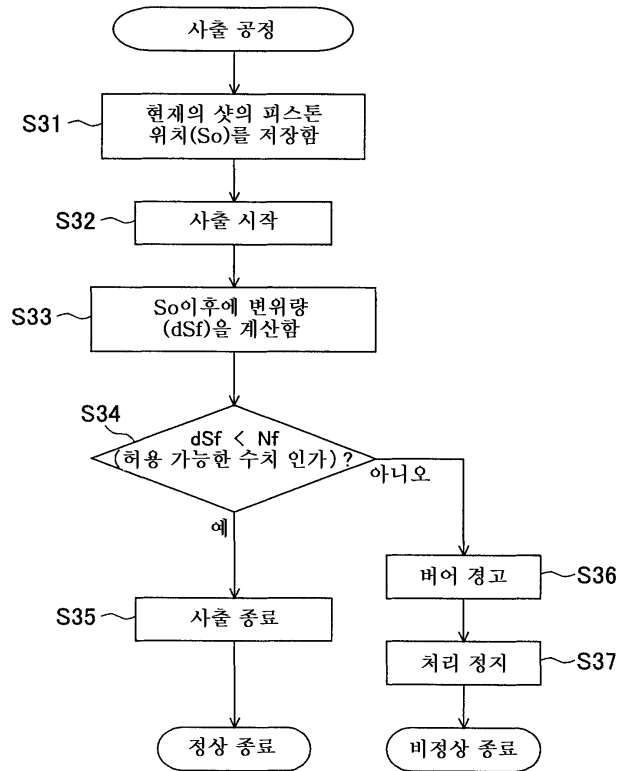 사출 공정
S31
현재의 샷의 피스톤
위치(So)를 저장함
S32
사출 시작
S33
So이후에 변위량
(dSf)을 계산함
S34
dSf < Nf
(허용 가능한 수치 인가) ?
아니오
예
버어 경고
S36
S35
사출 종료
처리 정지
S37
정상 종료
비정상 종료